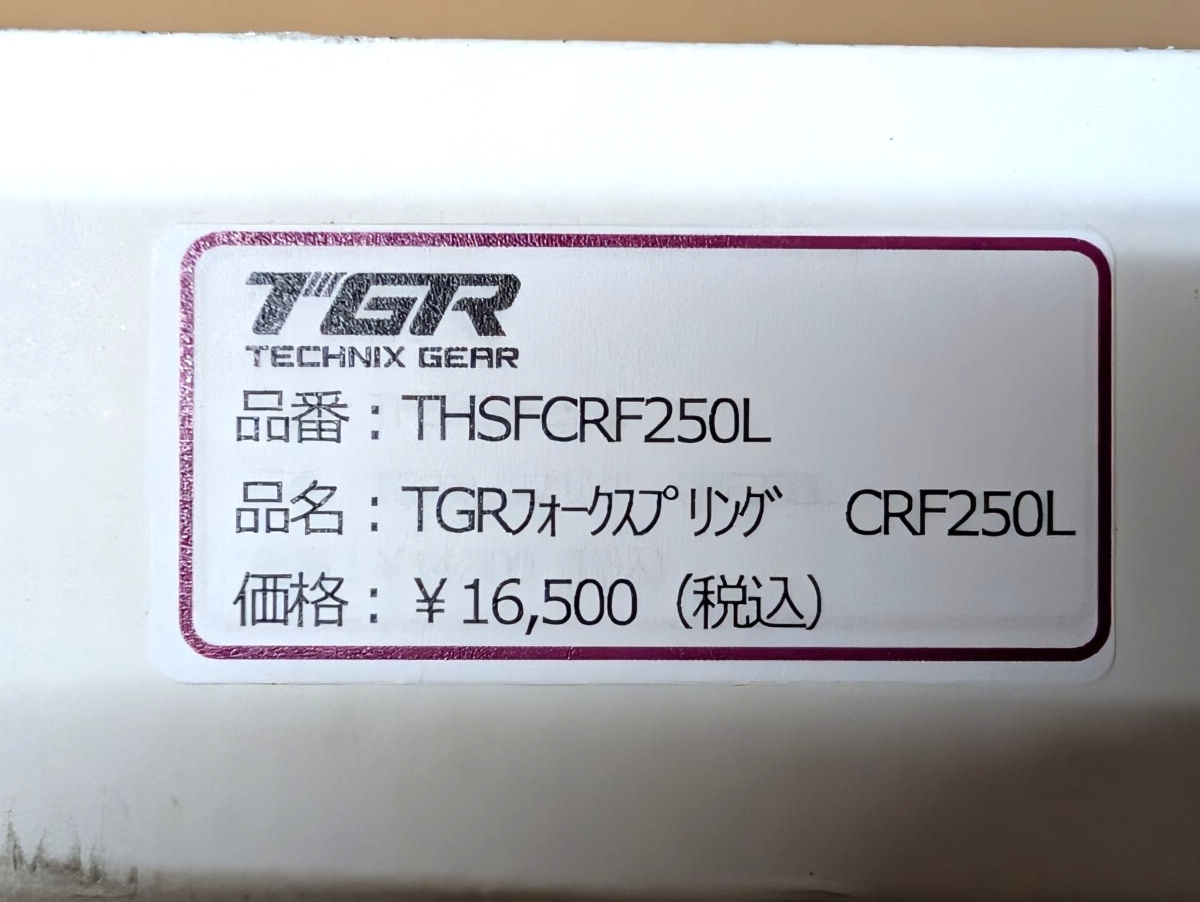 TGR
TECHNIX GEAR
品番：THSFCRF250L
品名：TGRﾌｫｰｸｽﾌﾟﾘﾝｸﾞ　CRF250L
価格：￥16,500（税込）